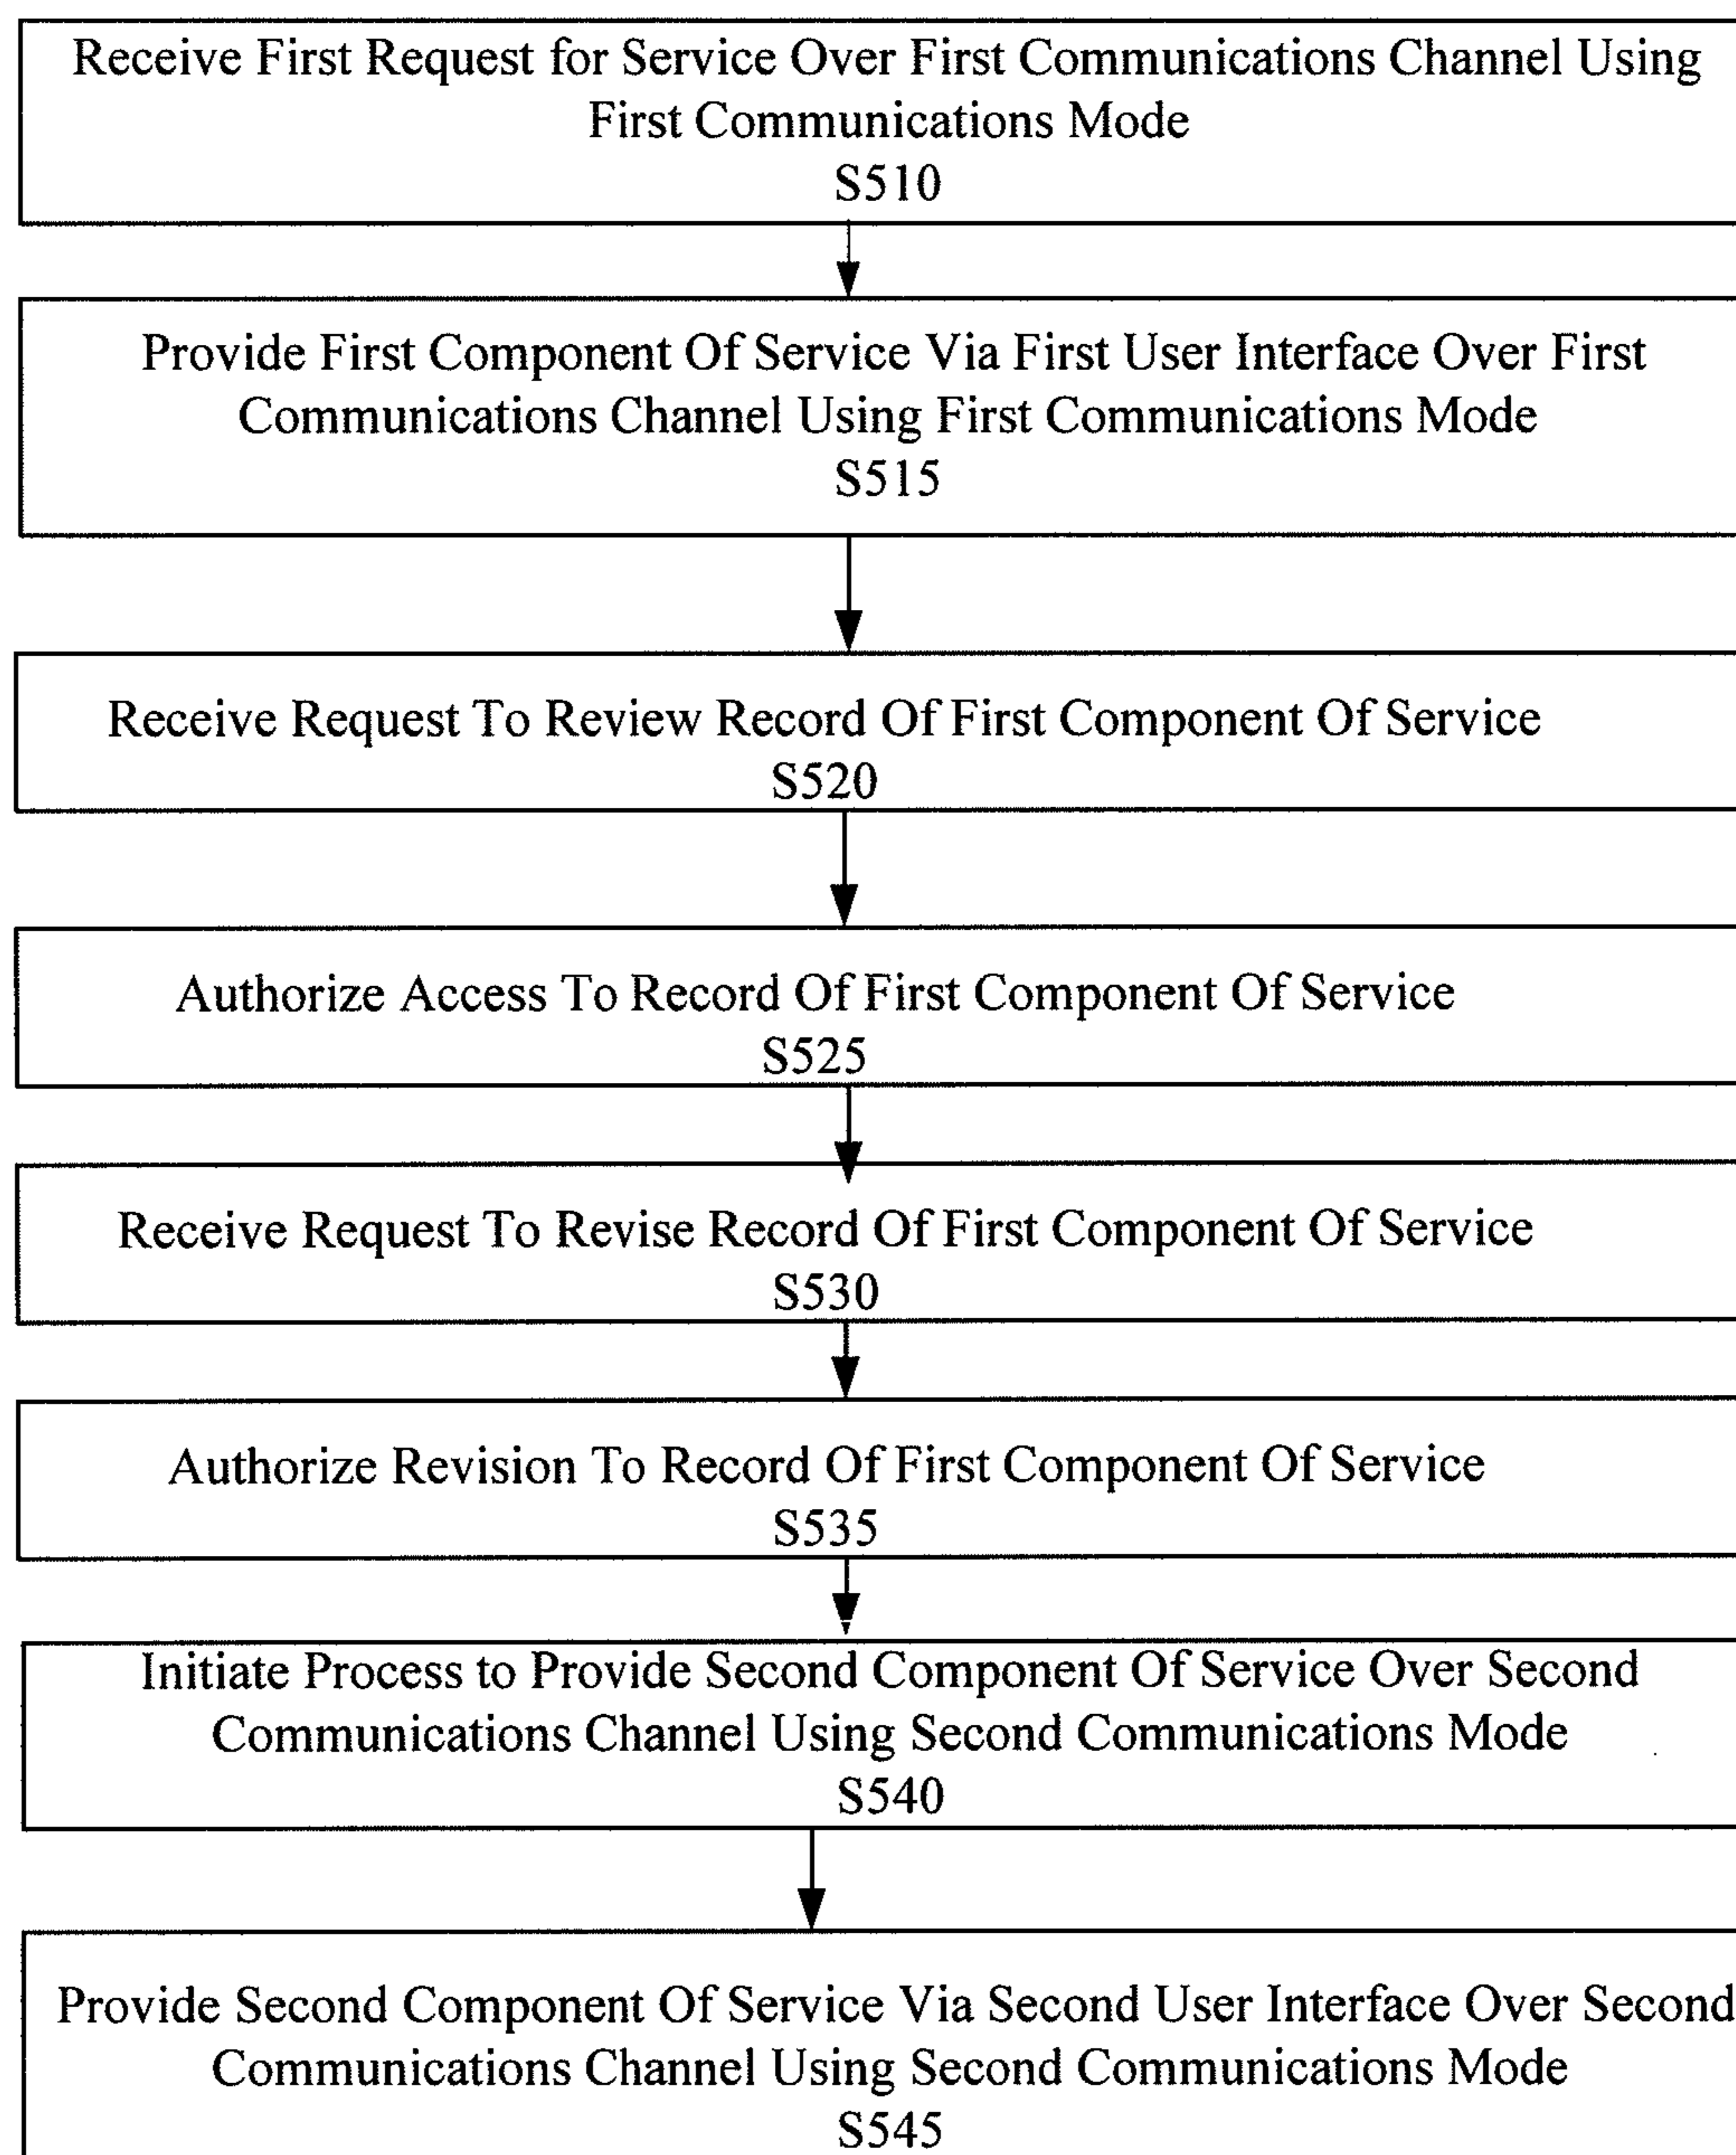 Receive First Request for Service Over First Communications Channel Using
First Communications Mode
S510
Provide First Component Of Service Via First User Interface Over First
Communications Channel Using First Communications Mode
S515
Receive Request To Review Record Of First Component Of Service
S520
Authorize Access To Record Of First Component Of Service
S525
Receive Request To Revise Record Of First Component Of Service
S530
Authorize Revision To Record Of First Component Of Service
S535
Initiate Process to Provide Second Component Of Service Over Second
Communications Channel Using Second Communications Mode
S540
Provide Second Component Of Service Via Second User Interface Over Second
Communications Channel Using Second Communications Mode
S545